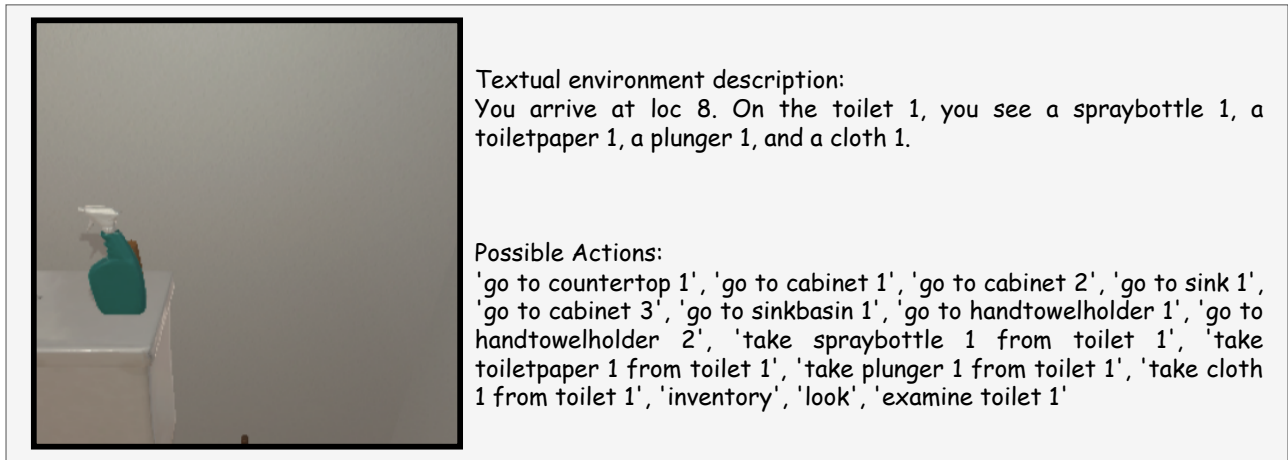 Textual environment description:
You arrive at loc 8. On the toilet 1, you see a spraybottle 1, a
toiletpaper 1, a plunger 1, and a cloth 1.
Possible Actions:
'go to countertop 1', 'go to cabinet 1', 'go to cabinet 2', 'go to sink 1',
'go to cabinet 3', 'go to sinkbasin 1', 'go to handtowelholder 1', 'go to
handtowelholder 2', 'take spraybottle 1 from toilet 1', 'take
toiletpaper 1 from toilet 1', 'take plunger 1 from toilet 1', 'take cloth
1 from toilet 1', 'inventory', 'look', 'examine toilet 1'